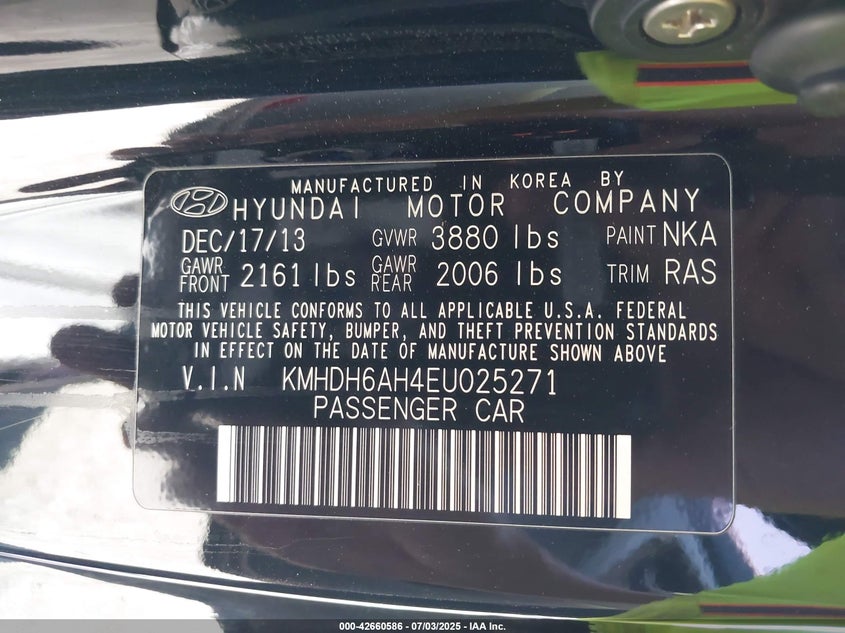 MANUFACTURED IN KOREA BY
HYUNDAI MOTOR COMPANY
DEC/17/13 GVWR 3880 lbs PAINT NKA
GAWR FRONT 2161 lbs GAWR REAR 2006 lbs TRIM RAS
THIS VEHICLE CONFORMS TO ALL APPLICABLE U.S.A. FEDERAL
MOTOR VEHICLE SAFETY, BUMPER, AND THEFT PREVENTION STANDARDS
IN EFFECT ON THE DATE OF MANUFACTURE SHOWN ABOVE
V.I.N KMHDH6AH4EU025271
PASSENGER CAR
000-42660586 - 07/03/2025 - IAA Inc.